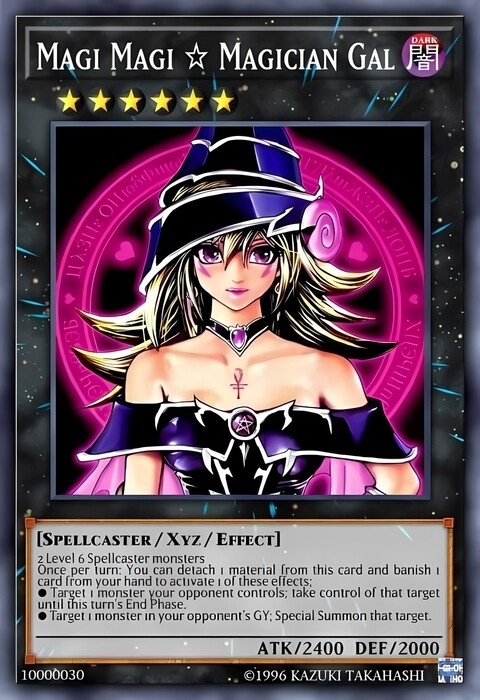 Magi Magi ☆ Magician Gal
DARK
闇
[Spellcaster / Xyz / Effect]
2 Level 6 Spellcaster monsters
Once per turn: You can detach 1 material from this card and banish 1
card from your hand to activate 1 of these effects;
● Target 1 monster your opponent controls; take control of that target
until this turn's End Phase.
● Target 1 monster in your opponent's GY; Special Summon that target.
ATK/2400 DEF/2000
10000030
©1996 KAZUKI TAKAHASHI